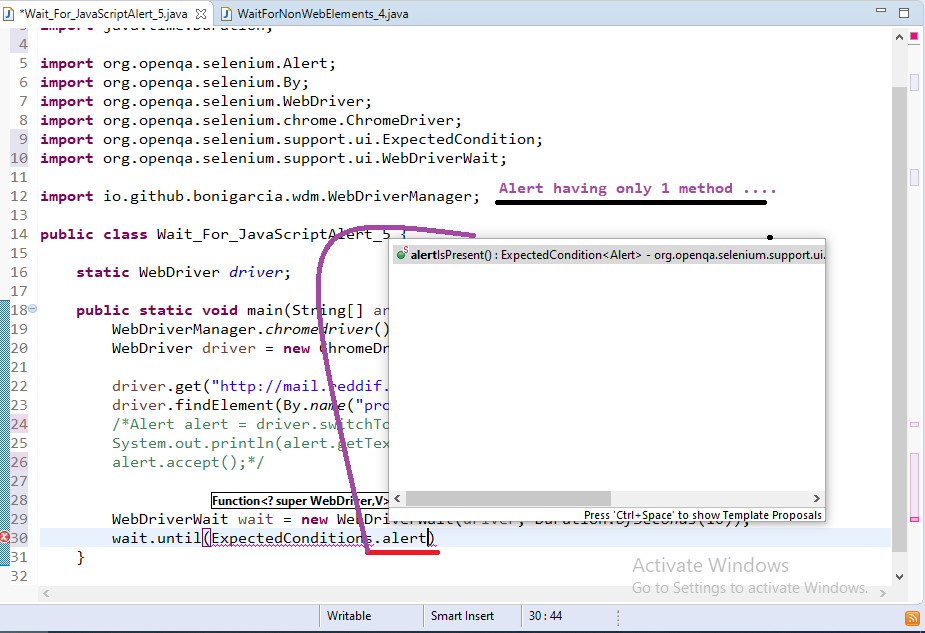 *Wait_For_JavaScriptAlert_5.java WaitForNonWebElements_4.java
3 import java.time.Duration;
4
5 import org.openqa.selenium.Alert;
6 import org.openqa.selenium.By;
7 import org.openqa.selenium.WebDriver;
8 import org.openqa.selenium.chrome.ChromeDriver;
9 import org.openqa.selenium.support.ui.ExpectedCondition;
10 import org.openqa.selenium.support.ui.WebDriverWait;
11
12 import io.github.bonigarcia.wdm.WebDriverManager; Alert having only 1 method ....
13
14 public class Wait_For_JavaScriptAlert_5 {
15
alertIsPresent() : ExpectedCondition<Alert> - org.openqa.selenium.support.ui.
16 static WebDriver driver;
17
18 public static void main(String[] ar
19 WebDriverManager.chromedriver()
20 WebDriver driver = new ChromeDr
21
22 driver.get("http://mail.reddif.
23 driver.findElement(By.name("pro
24 /*Alert alert = driver.switchTo
25 System.out.println(alert.getTex
26 alert.accept();*/
27
28 Function<? super WebDriver,V>
Press 'Ctrl+Space' to show Template Proposals
29 WebDriverWait wait = new WebDriverWait(driver, Duration.ofSeconds(10));
30 wait.until(ExpectedConditions.alert)
31 }
32
Activate Windows
Go to Settings to activate Windows.
Writable Smart Insert 30 : 44